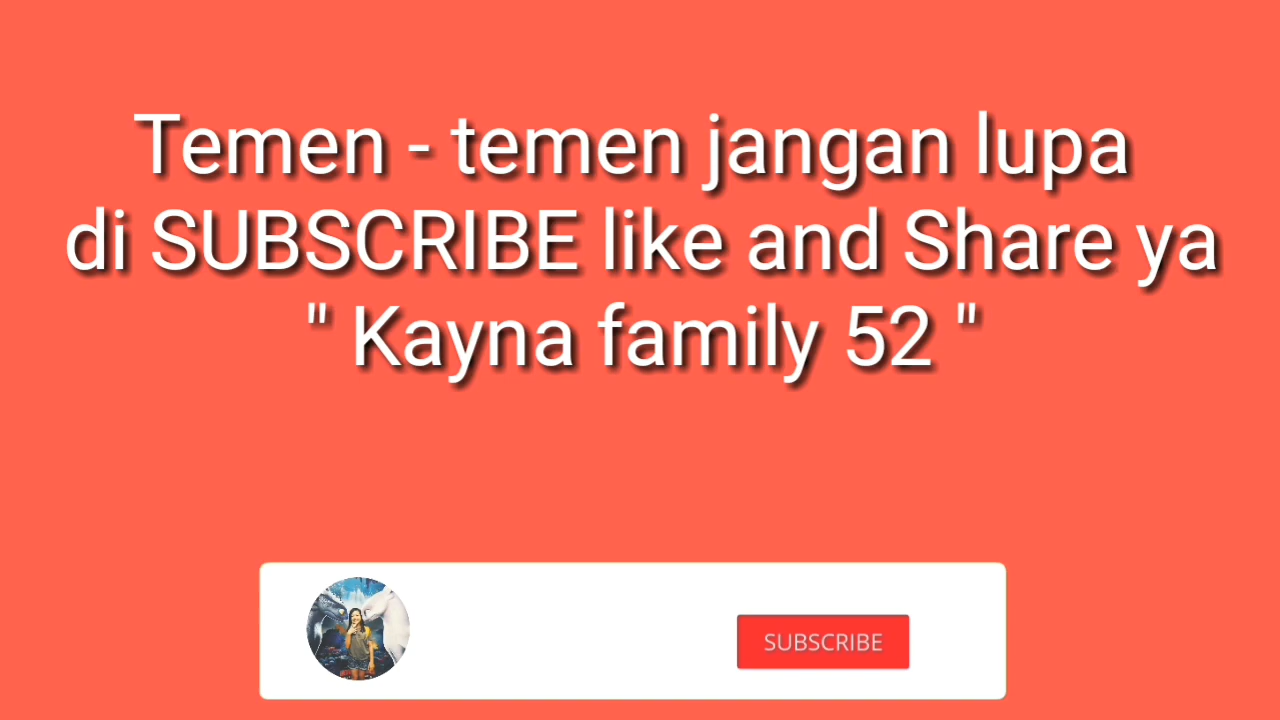 Temen - temen jangan lupa
di SUBSCRIBE like and Share ya
" Kayna family 52 "
SUBSCRIBE